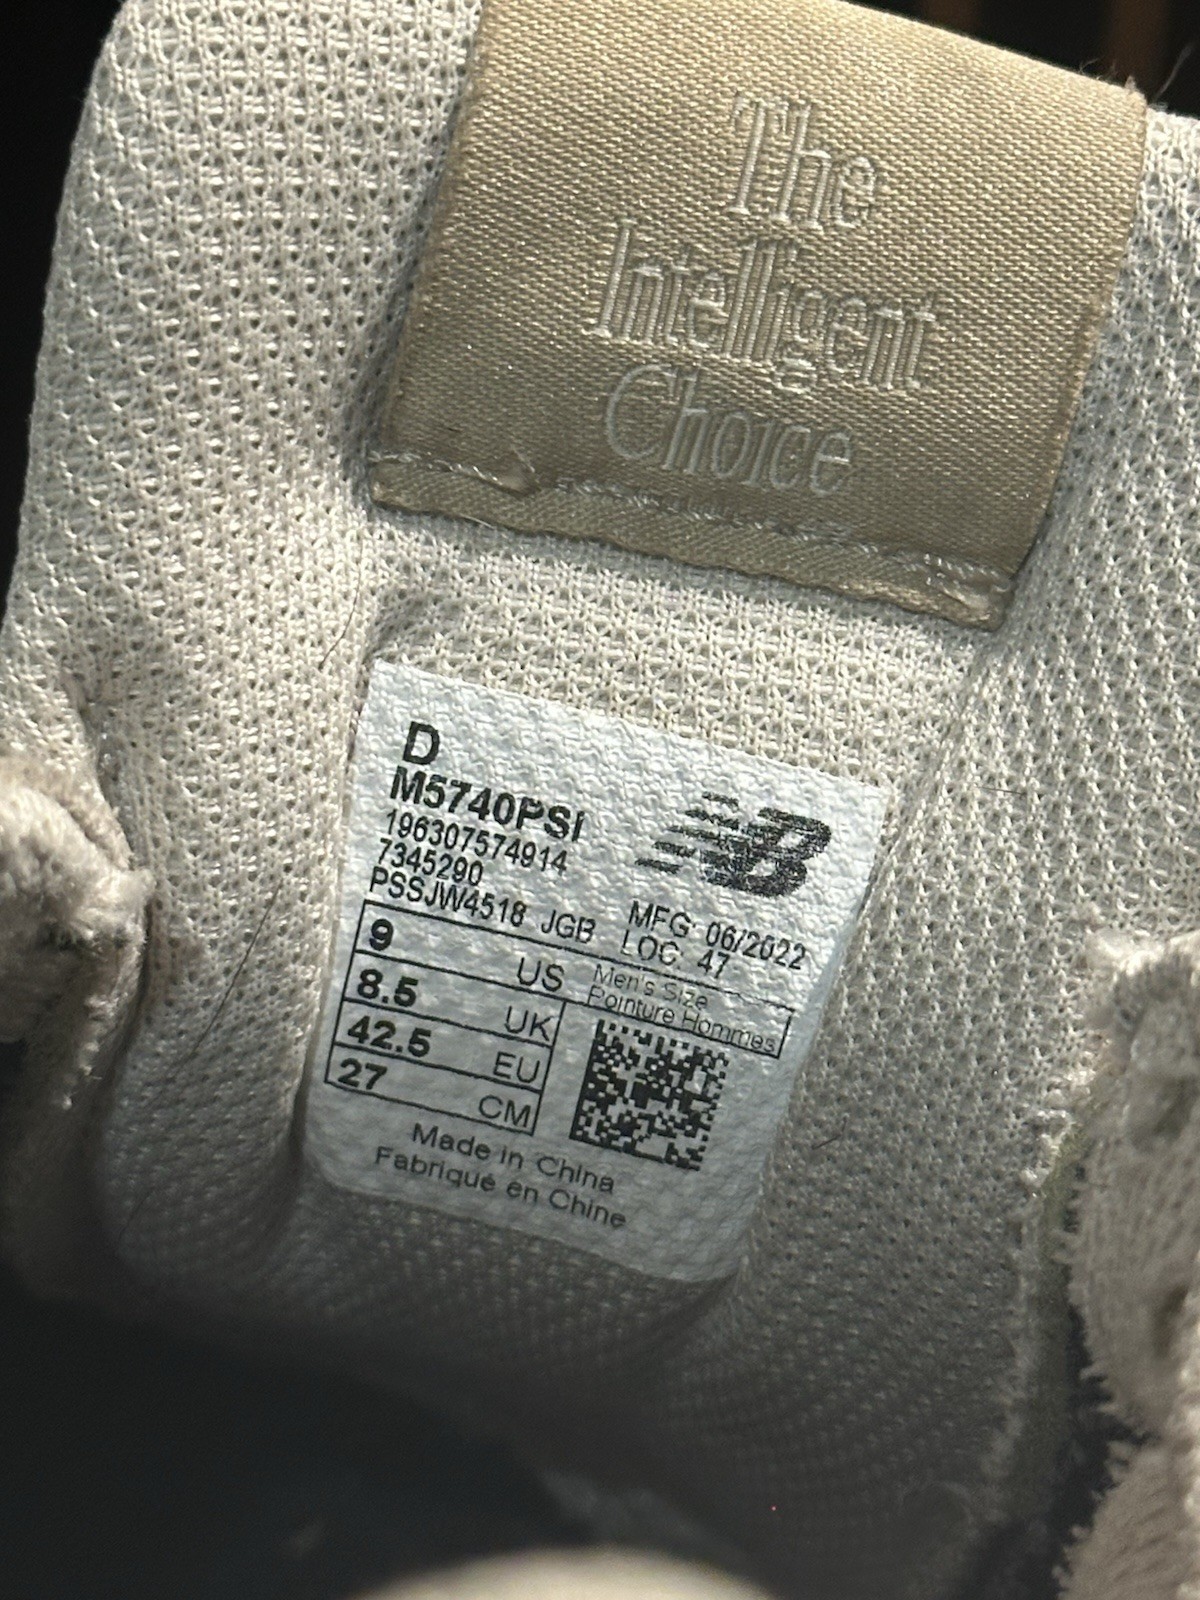 The
Intelligent
Choice
D
M5740PSI
196307574914
7345290
PSSJW4518 JGB
NB
MFG: 06/2022
LOC: 47
9 US
Men's Size
Pointure Hommes
8.5 UK
42.5 EU
27 CM
Made in China
Fabriqué en Chine